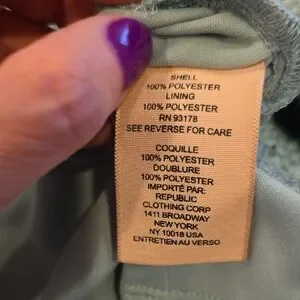 SHELL
100% POLYESTER
LINING
100% POLYESTER
RN 93178
SEE REVERSE FOR CARE
COQUILLE
100% POLYESTER
DOUBLURE
100% POLYESTER
IMPORTÉ PAR:
REPUBLIC
CLOTHING CORP
1411 BROADWAY
NEW YORK
NY 10018 USA
ENTRETIEN AU VERSO